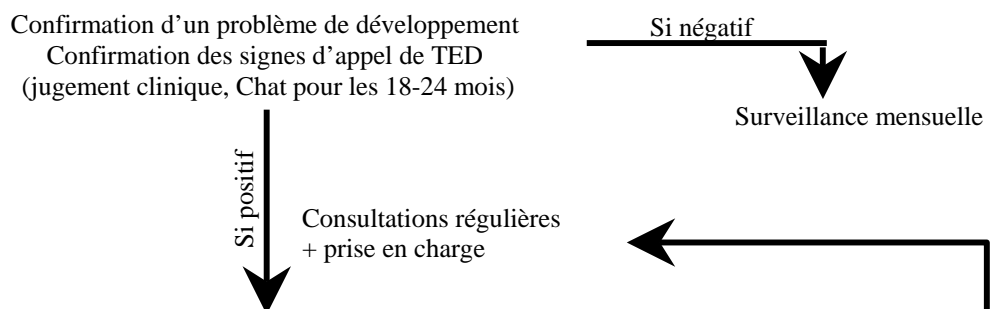 Confirmation d’un problème de développement
Confirmation des signes d’appel de TED
(jugement clinique, Chat pour les 18-24 mois)
Si négatif
Surveillance mensuelle
Si positif
Consultations régulières
+ prise en charge